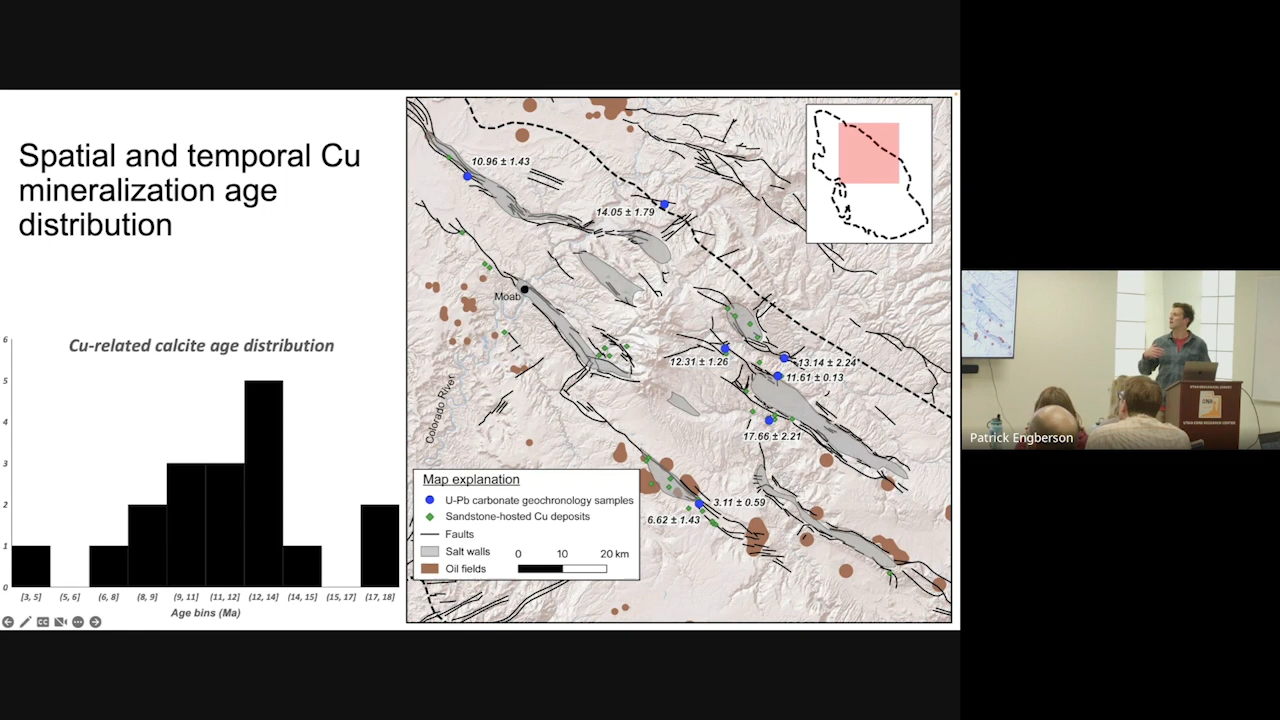 Spatial and temporal Cu
mineralization age
distribution
Cu-related calcite age distribution
6
5
4
3
2
1
0
[3, 5]
(5, 6]
(6, 8]
(8, 9]
(9, 11]
(11, 12]
(12, 14]
(14, 15]
(15, 17]
(17, 18]
Age bins (Ma)
10.96 ± 1.43
14.05 ± 1.79
Moab
Colorado River
12.31 ± 1.26
13.14 ± 2.24*
11.61 ± 0.13
17.66 ± 2.21
3.11 ± 0.59
6.62 ± 1.43
Map explanation
U-Pb carbonate geochronology samples
Sandstone-hosted Cu deposits
Faults
Salt walls
Oil fields
0 10 20 km
CC
Patrick Engberson